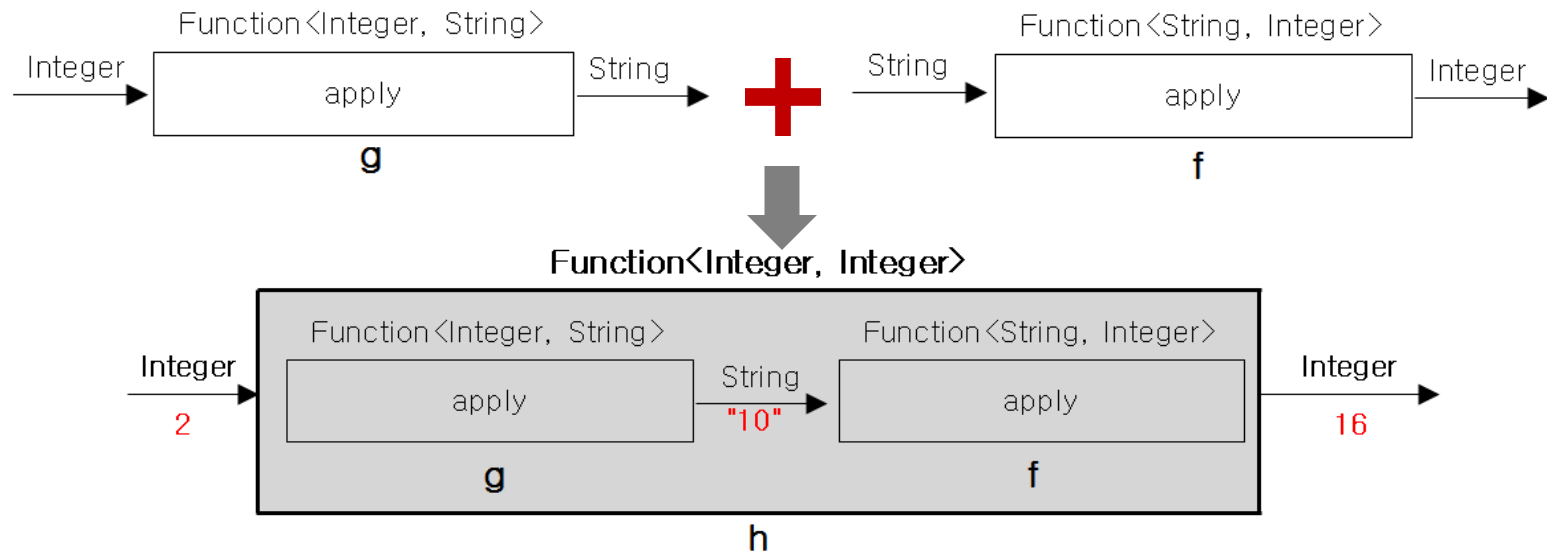 Function<Integer, String>
Integer
apply
String
g
Function<String, Integer>
String
apply
Integer
f
Function<Integer, Integer>
Integer
2
Function<Integer, String>
apply
g
String
"10"
Function<String, Integer>
apply
f
Integer
16
h